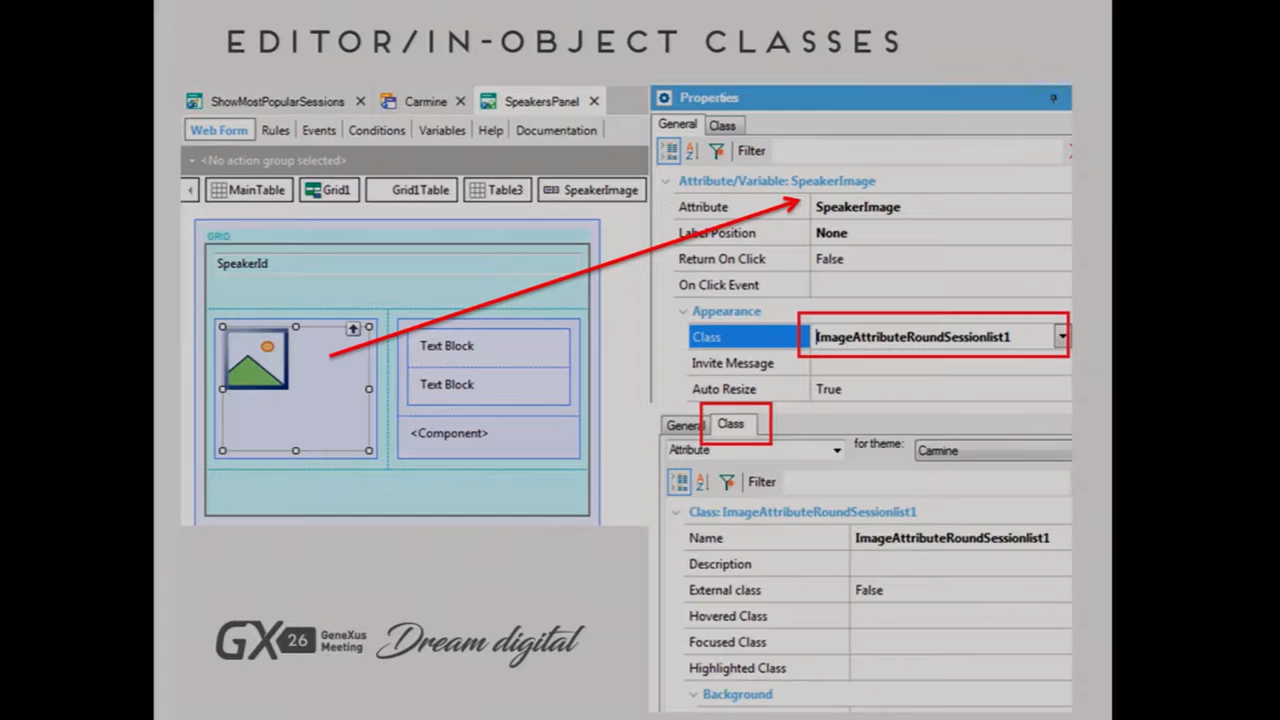 EDITOR/IN-OBJECT CLASSES
ShowMostPopularSessions
Carmine
SpeakersPanel
Web Form
Rules
Events
Conditions
Variables
Help
Documentation
<No action group selected>
MainTable
Grid1
Grid1Table
Table3
SpeakerImage
GRID
SpeakerId
Text Block
Text Block
<Component>
Properties
General
Class
Filter
Attribute/Variable: SpeakerImage
Attribute SpeakerImage
Label Position None
Return On Click False
On Click Event
Appearance
Class ImageAttributeRoundSessionlist1
Invite Message
Auto Resize True
General
Class
Attribute
for theme:
Carmine
Filter
Class: ImageAttributeRoundSessionlist1
Name ImageAttributeRoundSessionlist1
Description
External class False
Hovered Class
Focused Class
Highlighted Class
Background
GX 26 GeneXus
Meeting
Dream digital